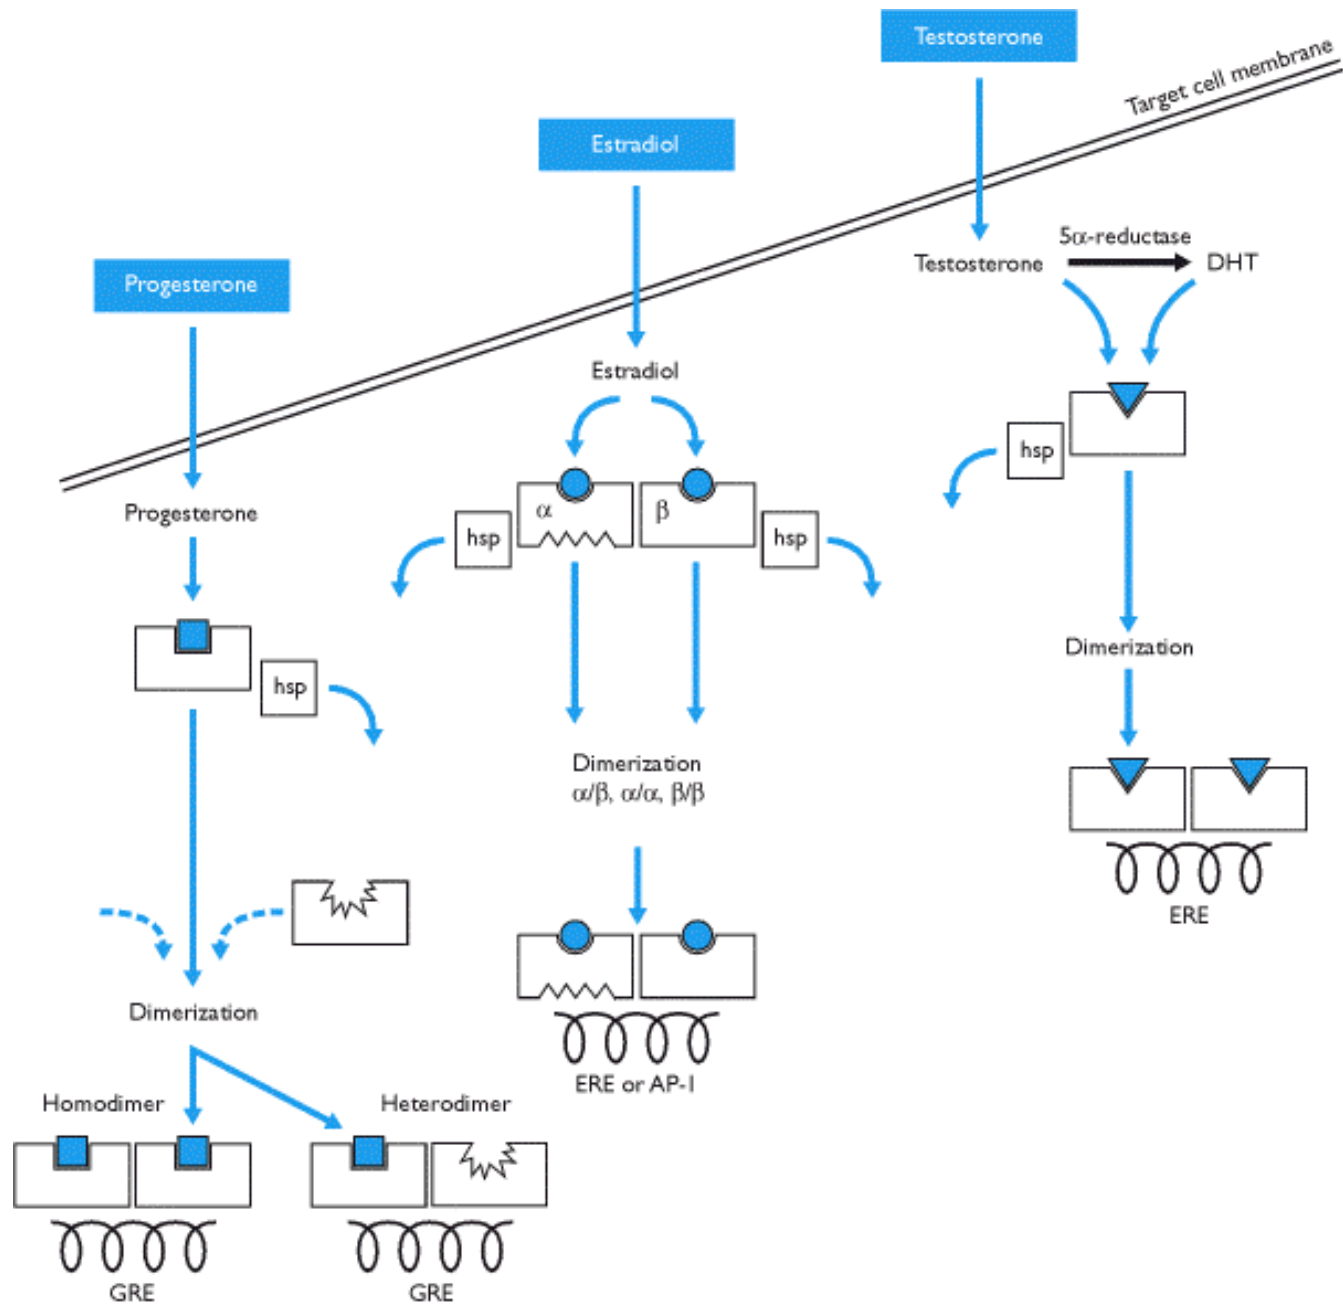 Testosterone
Target cell membrane
Estradiol
5α-reductase
Testosterone
DHT
Progesterone
Estradiol
hsp
Progesterone
α
β
hsp
hsp
Dimerization
hsp
Dimerization
α/β, α/α, β/β
ERE
Dimerization
ERE or AP-1
Homodimer
Heterodimer
GRE
GRE